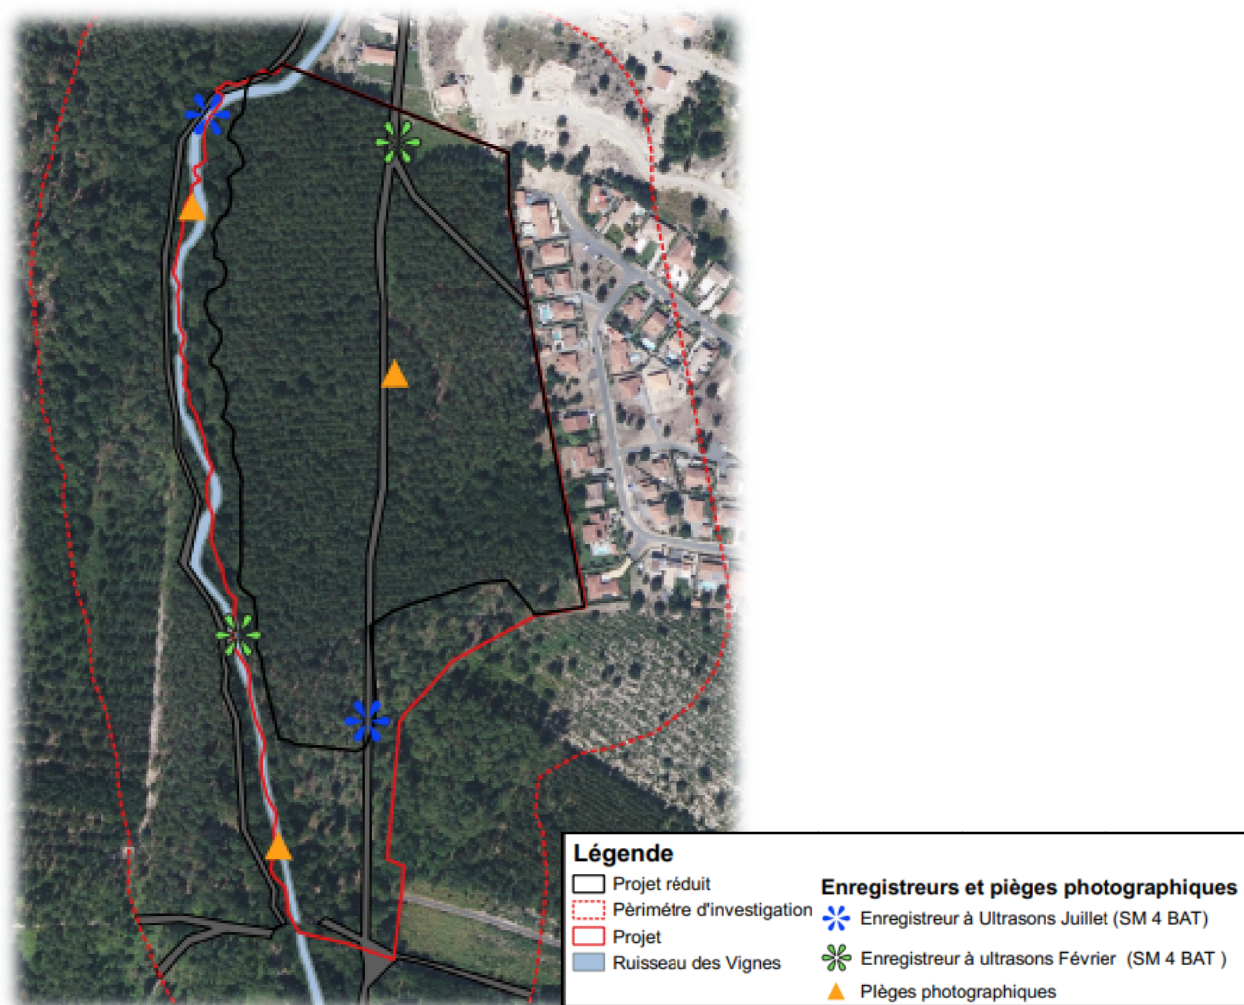 Légende
Projet réduit
Pèrimétre d'investigation
Projet
Ruisseau des Vignes
Enregistreurs et pièges photographiques
Enregistreur à Ultrasons Juillet (SM 4 BAT)
Enregistreur à ultrasons Février (SM 4 BAT )
PIèges photographiques